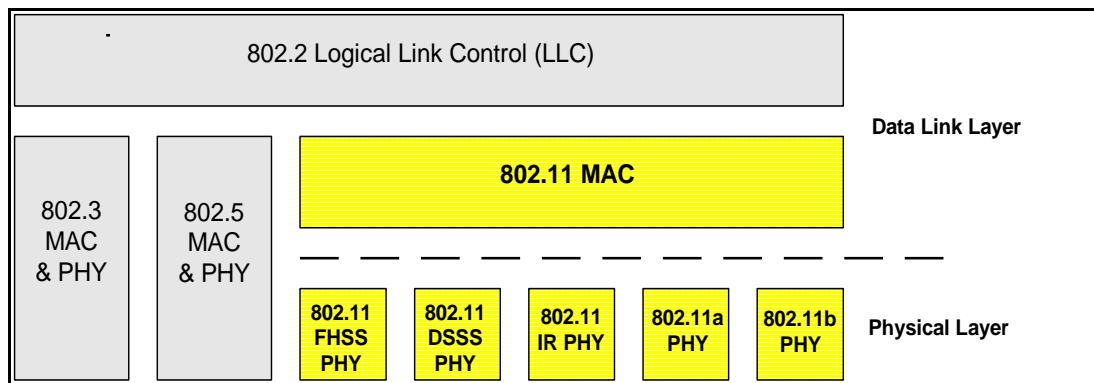 802.2 Logical Link Control (LLC)
Data Link Layer
802.11 MAC
802.3
MAC
& PHY
802.5
MAC
& PHY
802.11
FHSS
PHY
802.11
DSSS
PHY
802.11
IR PHY
802.11a
PHY
802.11b
PHY
Physical Layer